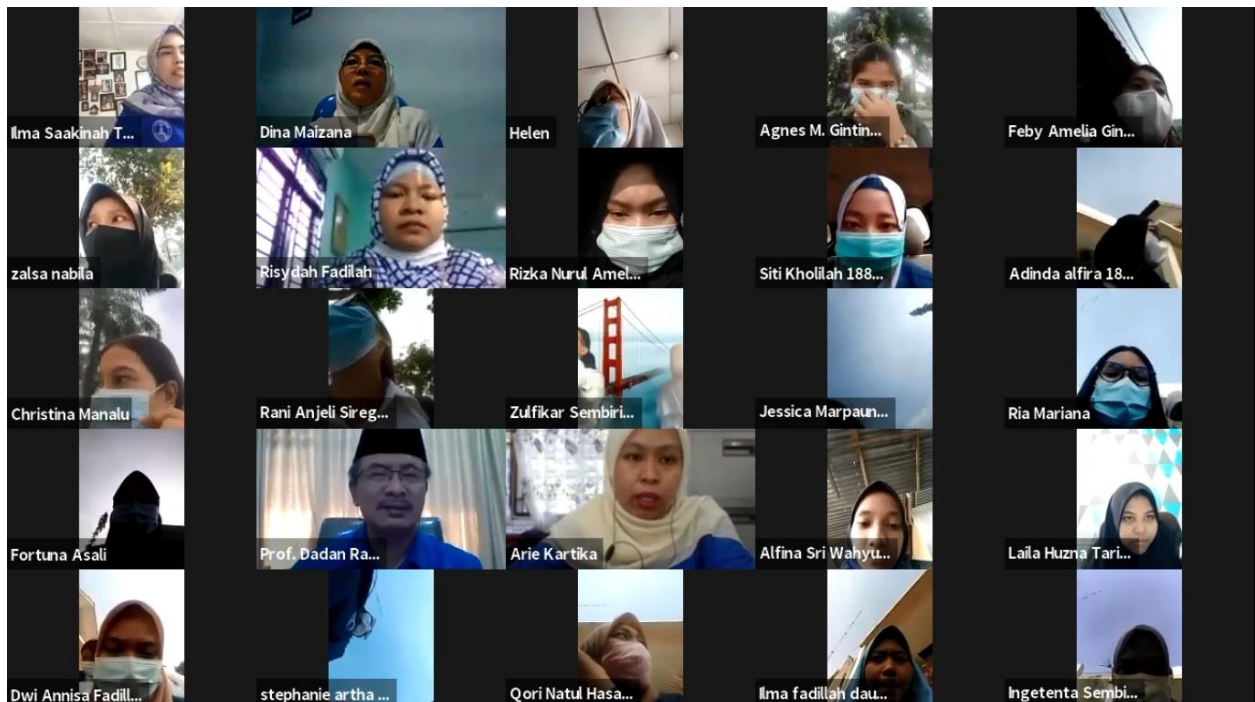 Ilma Saakinah T...
Dina Maizana
Helen
Agnes M. Gintin...
Feby Amelia Gin...
zalsa nabila
Risydah Fadilah
Rizka Nurul Amel...
Siti Kholilah 188...
Adinda alfira 18...
Christina Manalu
Rani Anjeli Sireg...
Zulfikar Sembiri...
Jessica Marpaun...
Ria Mariana
Fortuna Asali
Prof. Dadan Ra...
Arie Kartika
Alfina Sri Wahyu...
Laila Huzna Tari...
Dwi Annisa Fadill...
stephanie artha ...
Qori Natul Hasa...
Ilma fadillah dau...
Ingetenta Sembi...